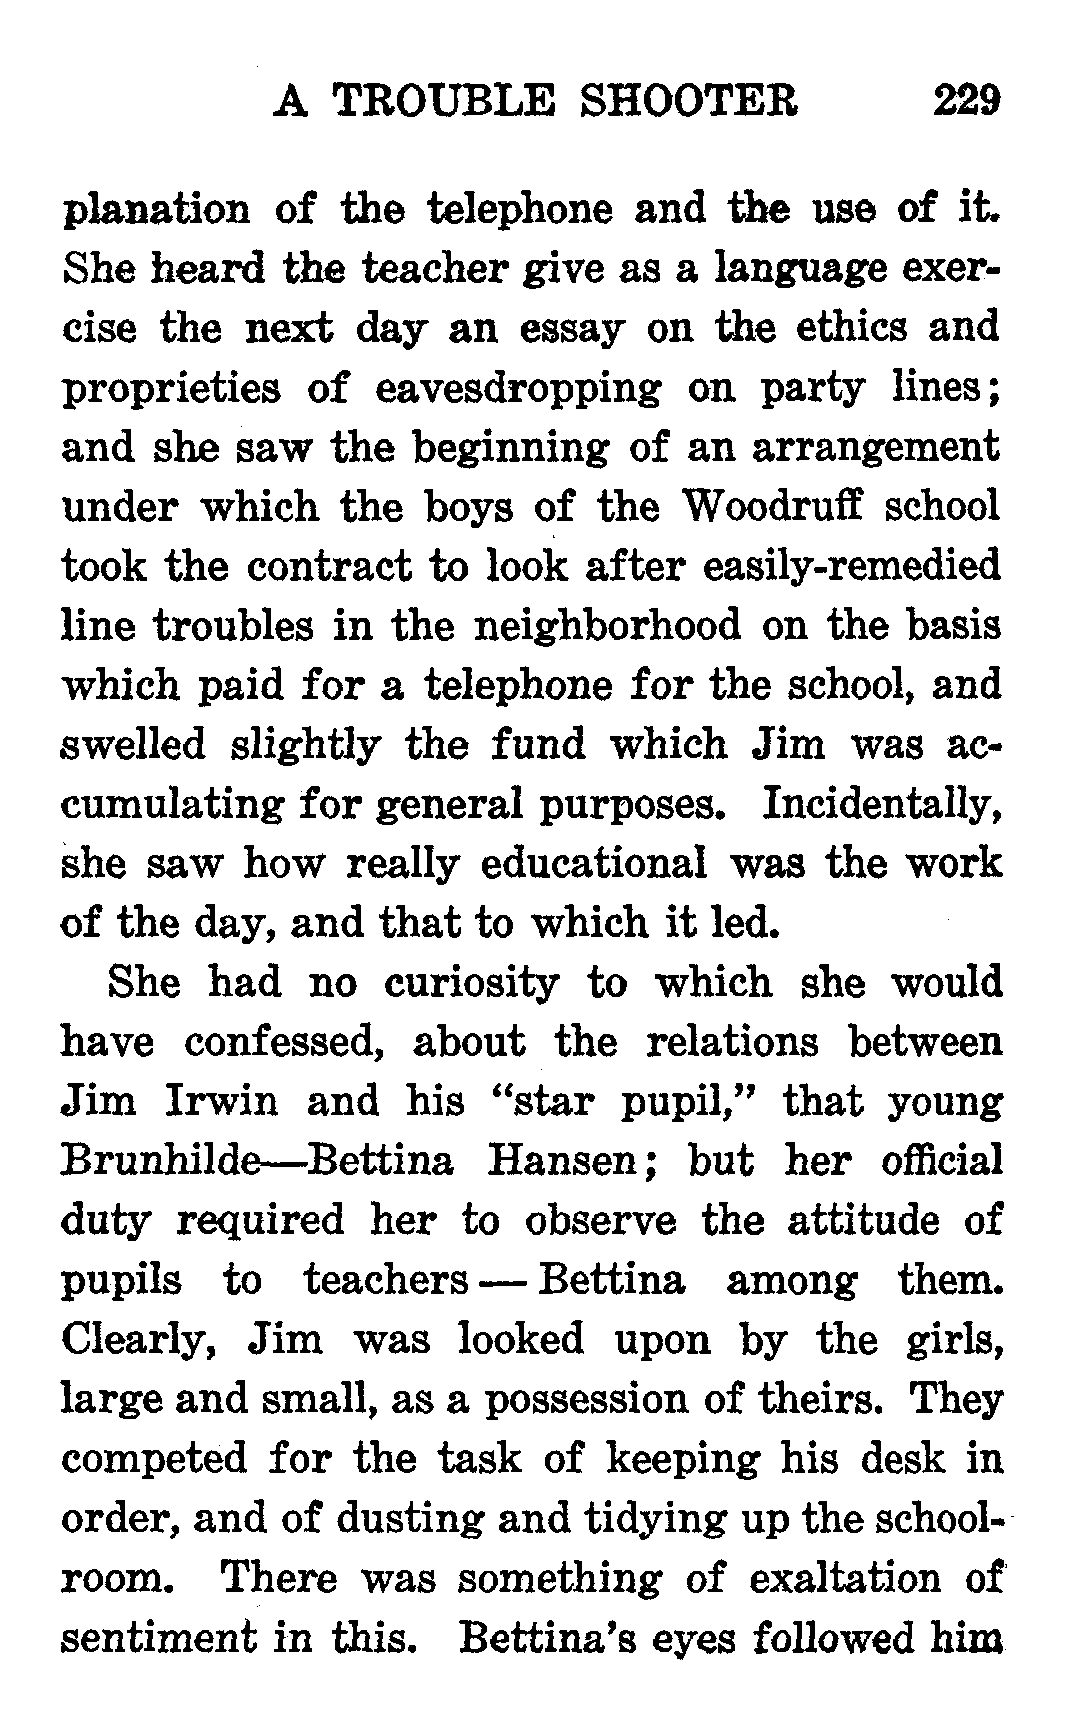 A TROUBLE SHOOTER 229
planation of the telephone and the use of it.
She heard the teacher give as a language exer-
cise the next day an essay on the ethics and
proprieties of eavesdropping on party lines;
and she saw the beginning of an arrangement
under which the boys of the Woodruff school
took the contract to look after easily-remedied
line troubles in the neighborhood on the basis
which paid for a telephone for the school, and
swelled slightly the fund which Jim was ac-
cumulating for general purposes. Incidentally,
she saw how really educational was the work
of the day, and that to which it led.
She had no curiosity to which she would
have confessed, about the relations between
Jim Irwin and his “star pupil,” that young
Brunhilde—Bettina Hansen; but her official
duty required her to observe the attitude of
pupils to teachers — Bettina among them.
Clearly, Jim was looked upon by the girls,
large and small, as a possession of theirs. They
competed for the task of keeping his desk in
order, and of dusting and tidying up the school-
room. There was something of exaltation of
sentiment in this. Bettina’s eyes followed him